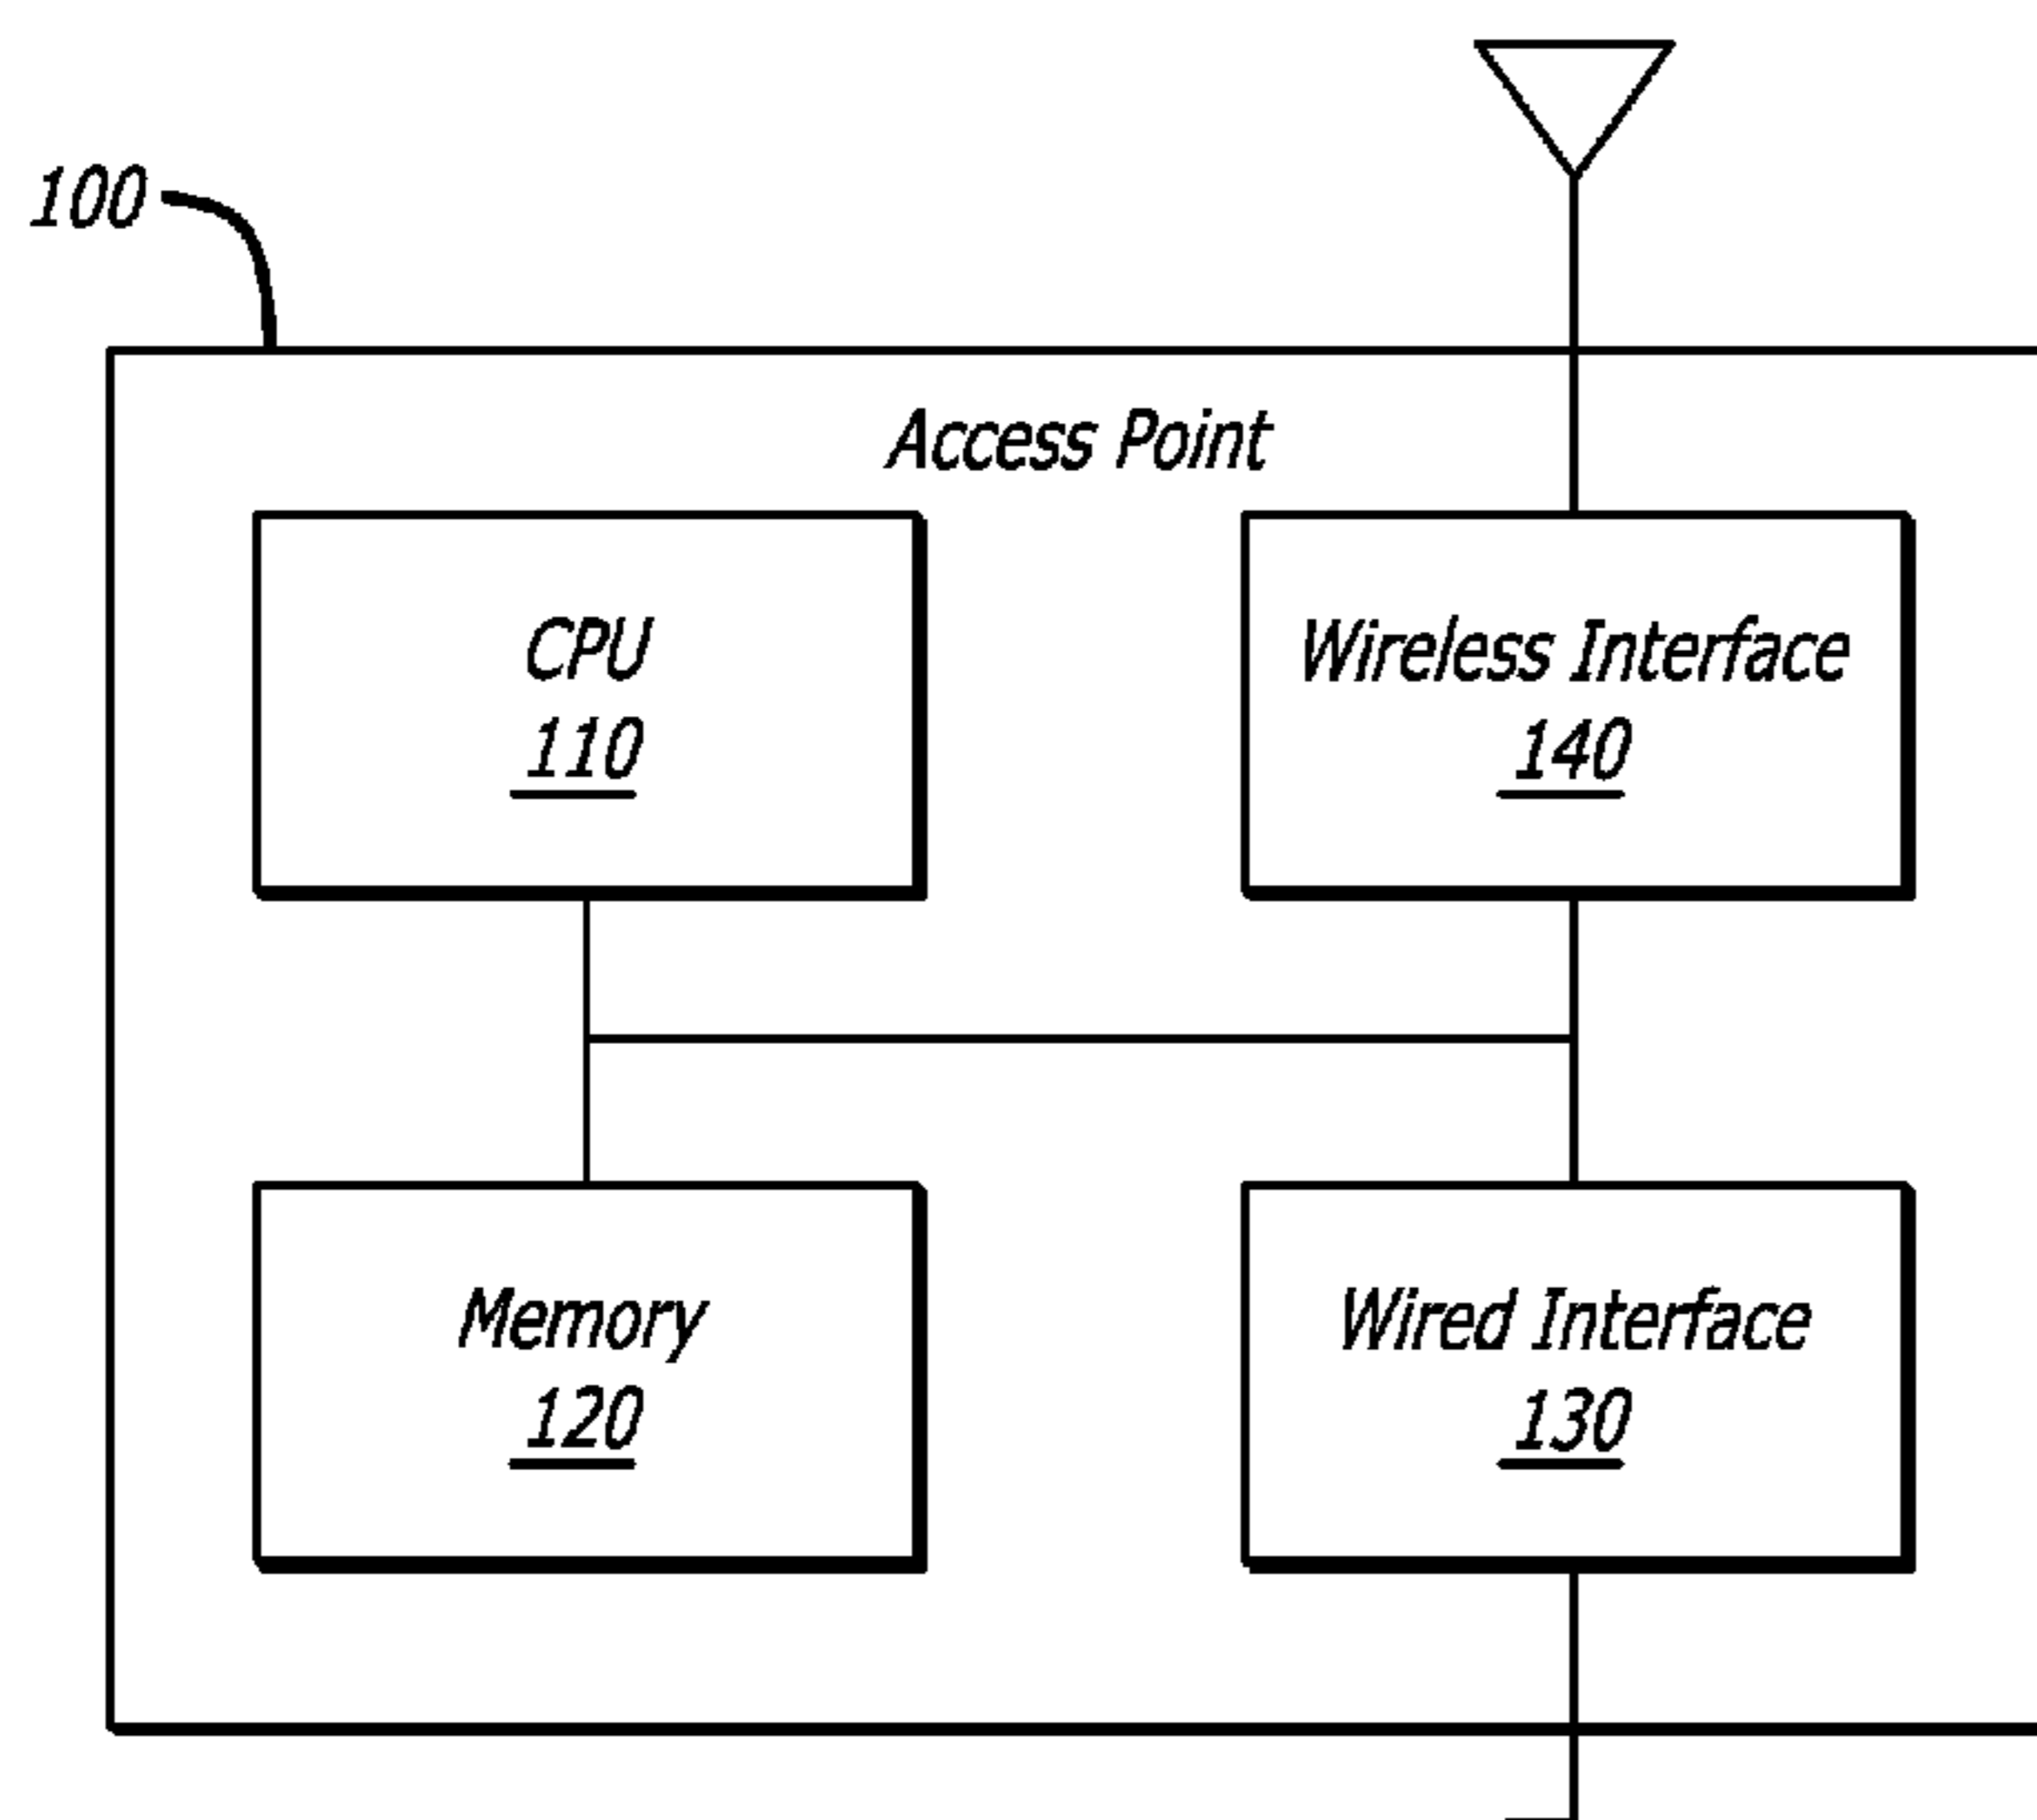 100
Access Point
CPU
110
Wireless Interface
140
Memory
120
Wired Interface
130